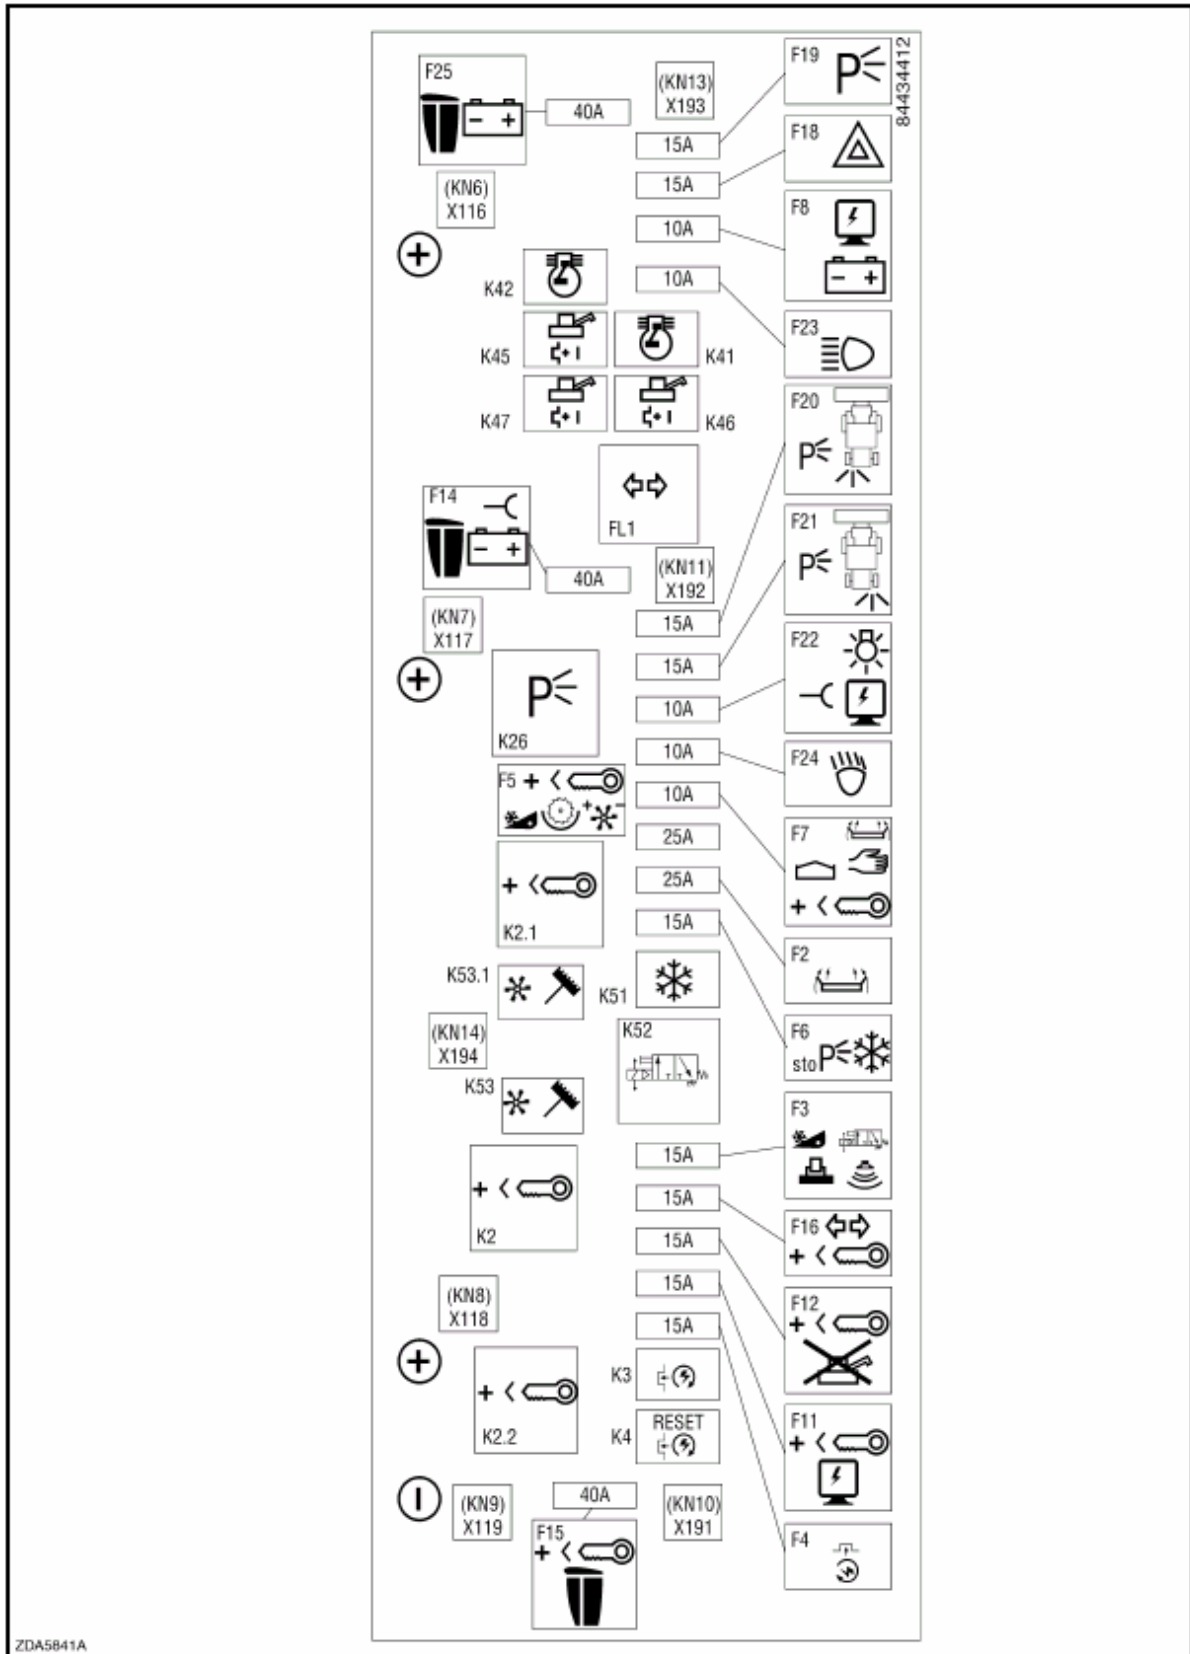 F25
40A
(KN13)
X193
F19
P
84434412
15A
F18
15A
(KN6)
X116
F8
10A
- +
+
K42
10A
F23
K45
K41
K47
K46
F20
P
FL1
F14
- +
40A
(KN11)
X192
F21
P
(KN7)
X117
15A
15A
F22
+
P
K26
10A
10A
F24
F5 +
+ -
10A
25A
F7
+
+
K2.1
25A
15A
F2
K53.1
K51
(KN14)
X194
K52
F6
sto P
K53
F3
15A
+
K2
15A
F16
+
15A
F12
+
(KN8)
X118
15A
15A
+
+
K2.2
K3
K4
RESET
F11
+
40A
(KN9)
X119
(KN10)
X191
F15
+
F4
ZDA5841A